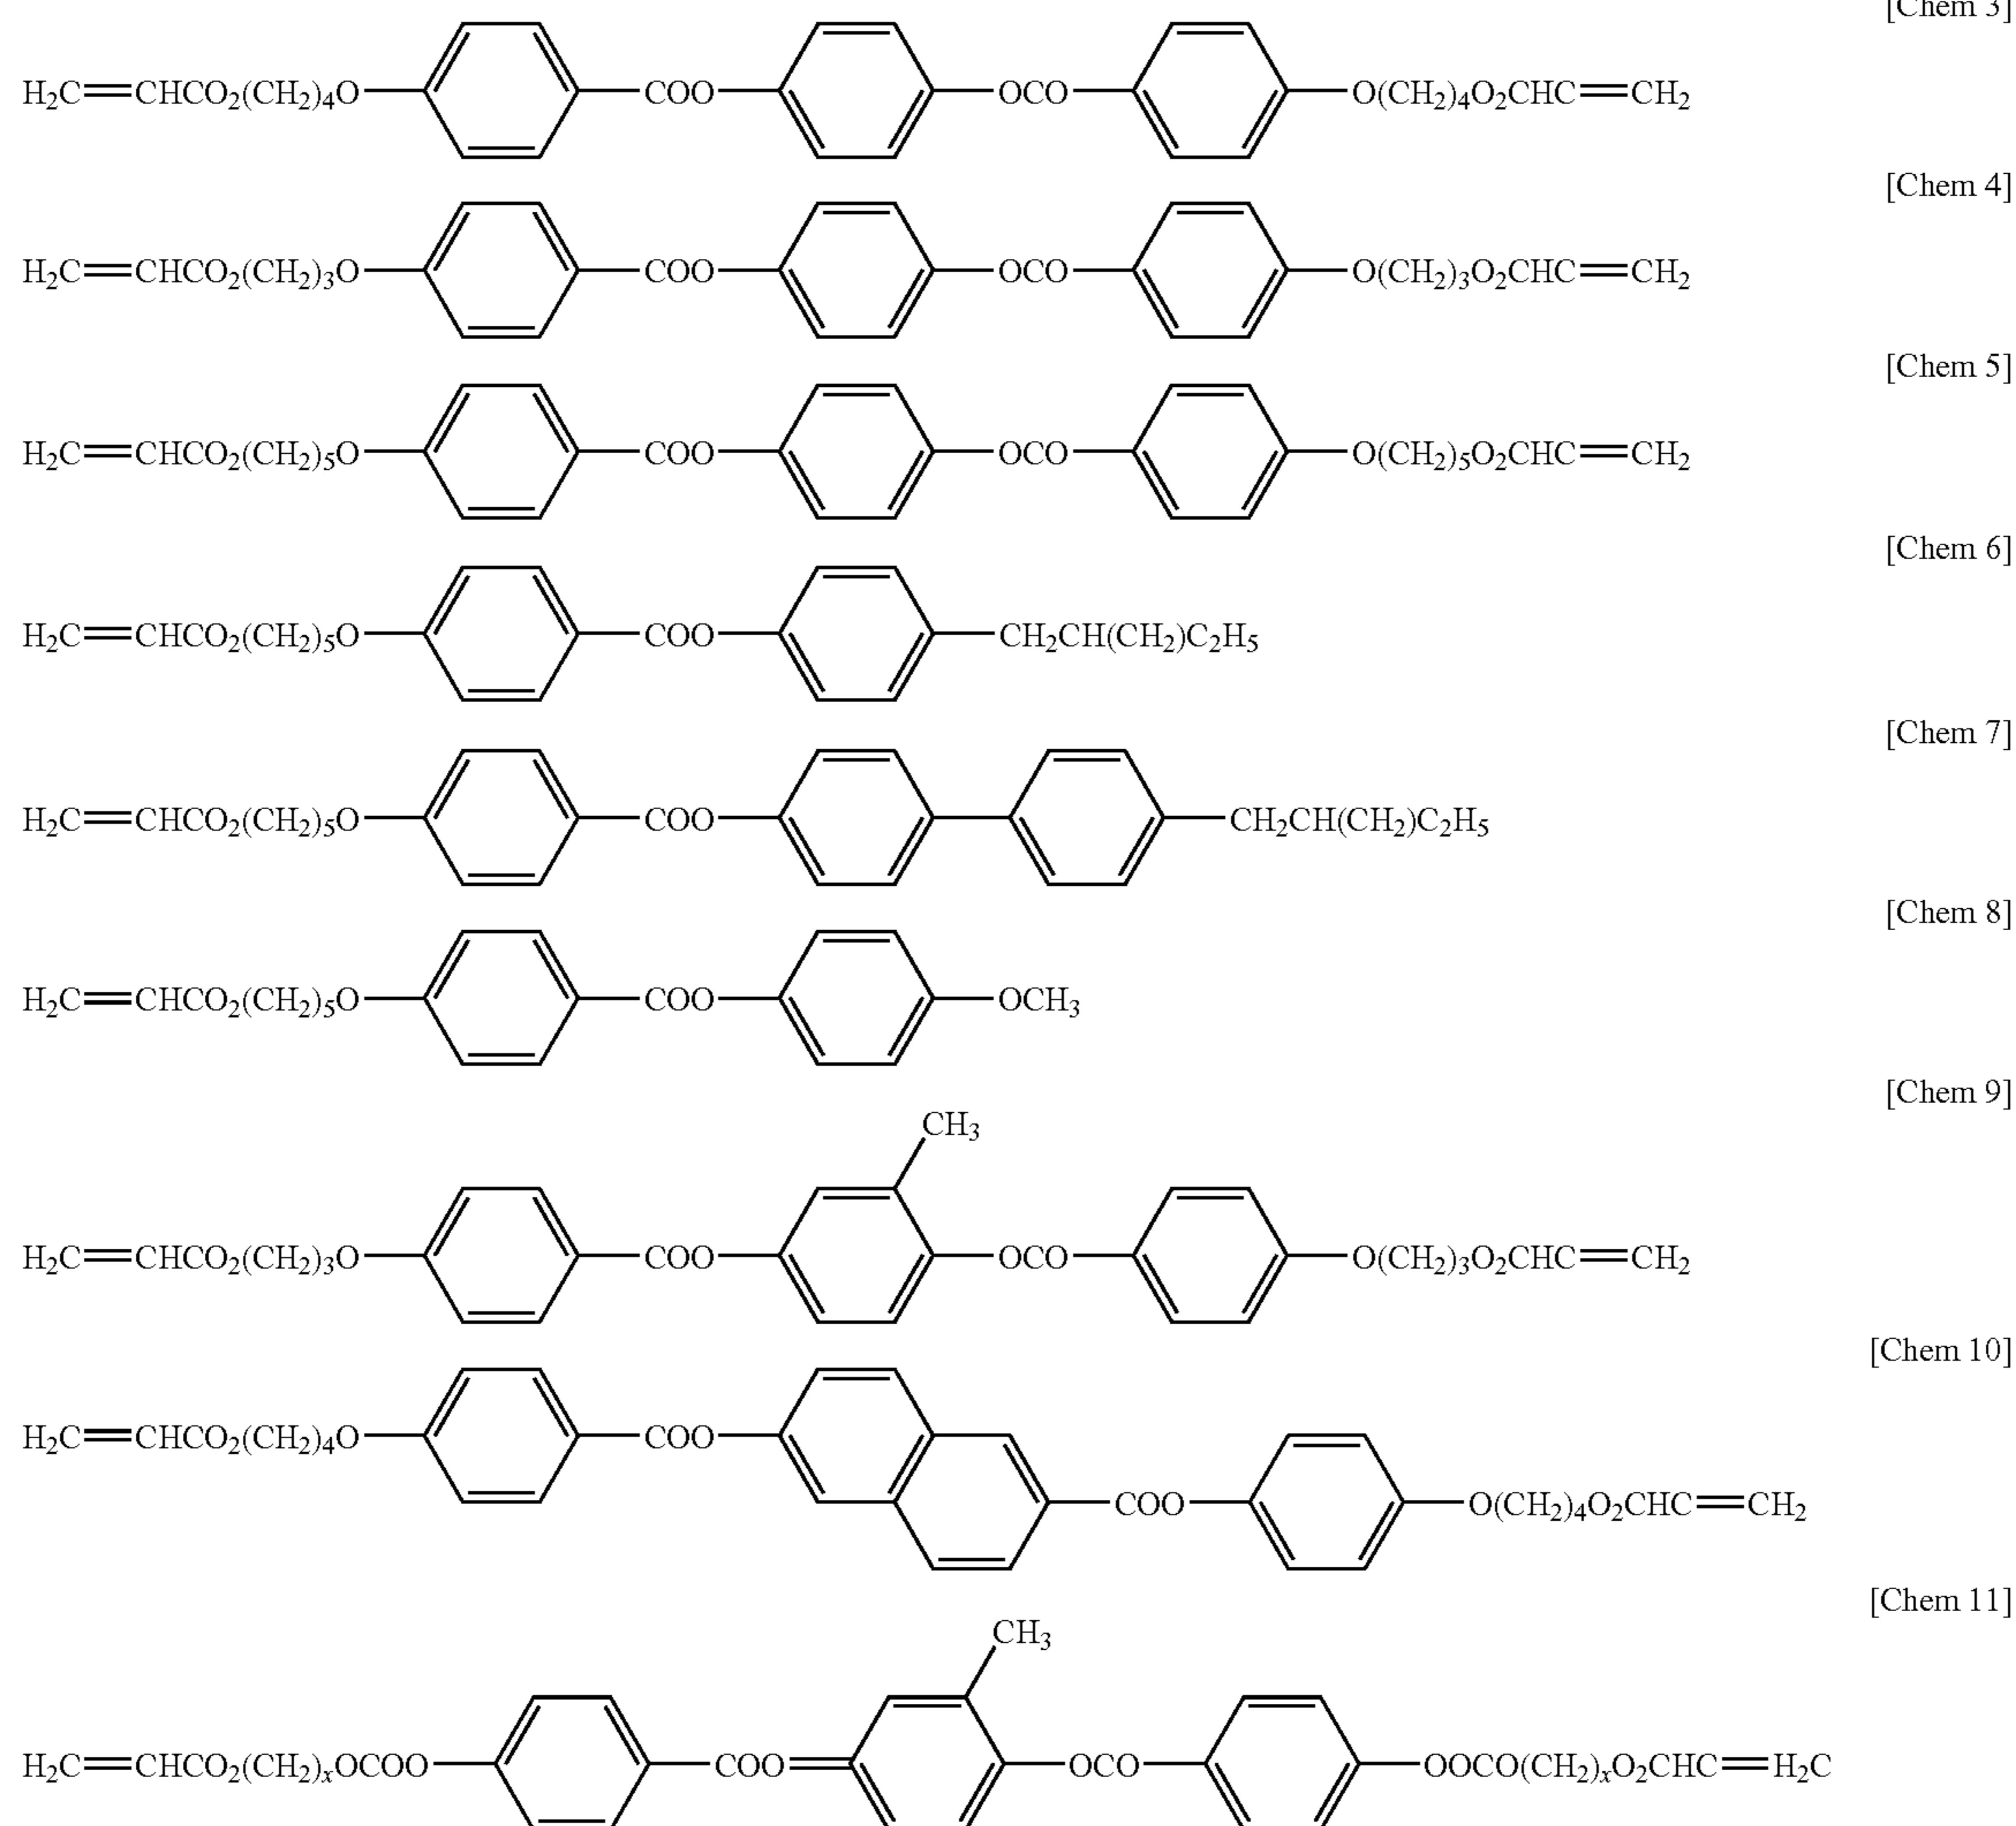 [Chem 3]
H₂C=CHCO₂(CH₂)₄O COO OCO O(CH₂)₄O₂CHC=CH₂
[Chem 4]
H₂C=CHCO₂(CH₂)₃O COO OCO O(CH₂)₃O₂CHC=CH₂
[Chem 5]
H₂C=CHCO₂(CH₂)₅O COO OCO O(CH₂)₅O₂CHC=CH₂
[Chem 6]
H₂C=CHCO₂(CH₂)₅O COO CH₂CH(CH₂)C₂H₅
[Chem 7]
H₂C=CHCO₂(CH₂)₅O COO CH₂CH(CH₂)C₂H₅
[Chem 8]
H₂C=CHCO₂(CH₂)₅O COO OCH₃
[Chem 9]
CH₃
H₂C=CHCO₂(CH₂)₃O COO OCO O(CH₂)₃O₂CHC=CH₂
[Chem 10]
H₂C=CHCO₂(CH₂)₄O COO COO O(CH₂)₄O₂CHC=CH₂
[Chem 11]
CH₃
H₂C=CHCO₂(CH₂)ₓOCOO COO OCO OOCO(CH₂)ₓO₂CHC=H₂C